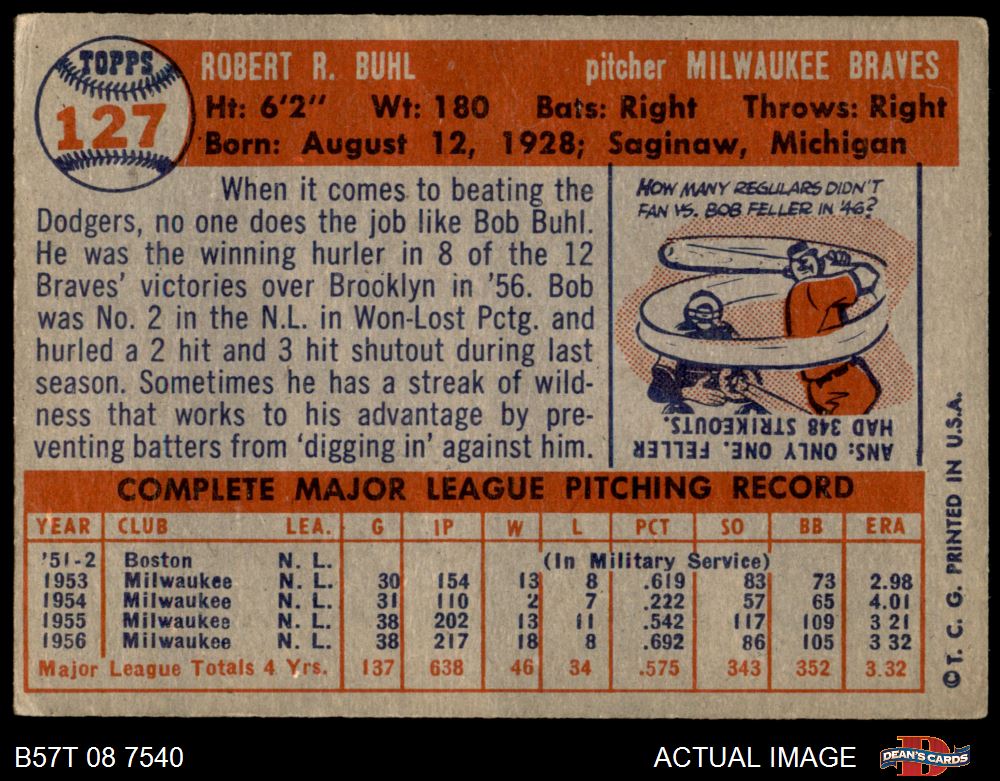 TOPPS
127
ROBERT R. BUHL pitcher MILWAUKEE BRAVES
Ht: 6'2" Wt: 180 Bats: Right Throws: Right
Born: August 12, 1928; Saginaw, Michigan
When it comes to beating the
Dodgers, no one does the job like Bob Buhl.
He was the winning hurler in 8 of the 12
Braves' victories over Brooklyn in '56. Bob
was No. 2 in the N.L. in Won-Lost Pctg. and
hurled a 2 hit and 3 hit shutout during last
season. Sometimes he has a streak of wild-
ness that works to his advantage by pre-
venting batters from 'digging in' against him.
HOW MANY REGULARS DIDN'T
FAN VS. BOB FELLER IN '46?
M
ANS: ONLY ONE. FELLER
HAD 348 STRIKEOUTS.
COMPLETE MAJOR LEAGUE PITCHING RECORD
YEAR CLUB LEA. G IP W L PCT SO BB ERA
'51-2 Boston N. L. (In Military Service)
1953 Milwaukee N. L. 30 154 13 8 .619 83 73 2.98
1954 Milwaukee N. L. 31 110 2 7 .222 57 65 4.01
1955 Milwaukee N. L. 38 202 13 11 .542 117 109 3 21
1956 Milwaukee N. L. 38 217 18 8 .692 86 105 3 32
Major League Totals 4 Yrs. 137 638 46 34 .575 343 352 3.32
©T. C. G. PRINTED IN U.S.A.
B57T 08 7540 ACTUAL IMAGE DEAN'S CARDS